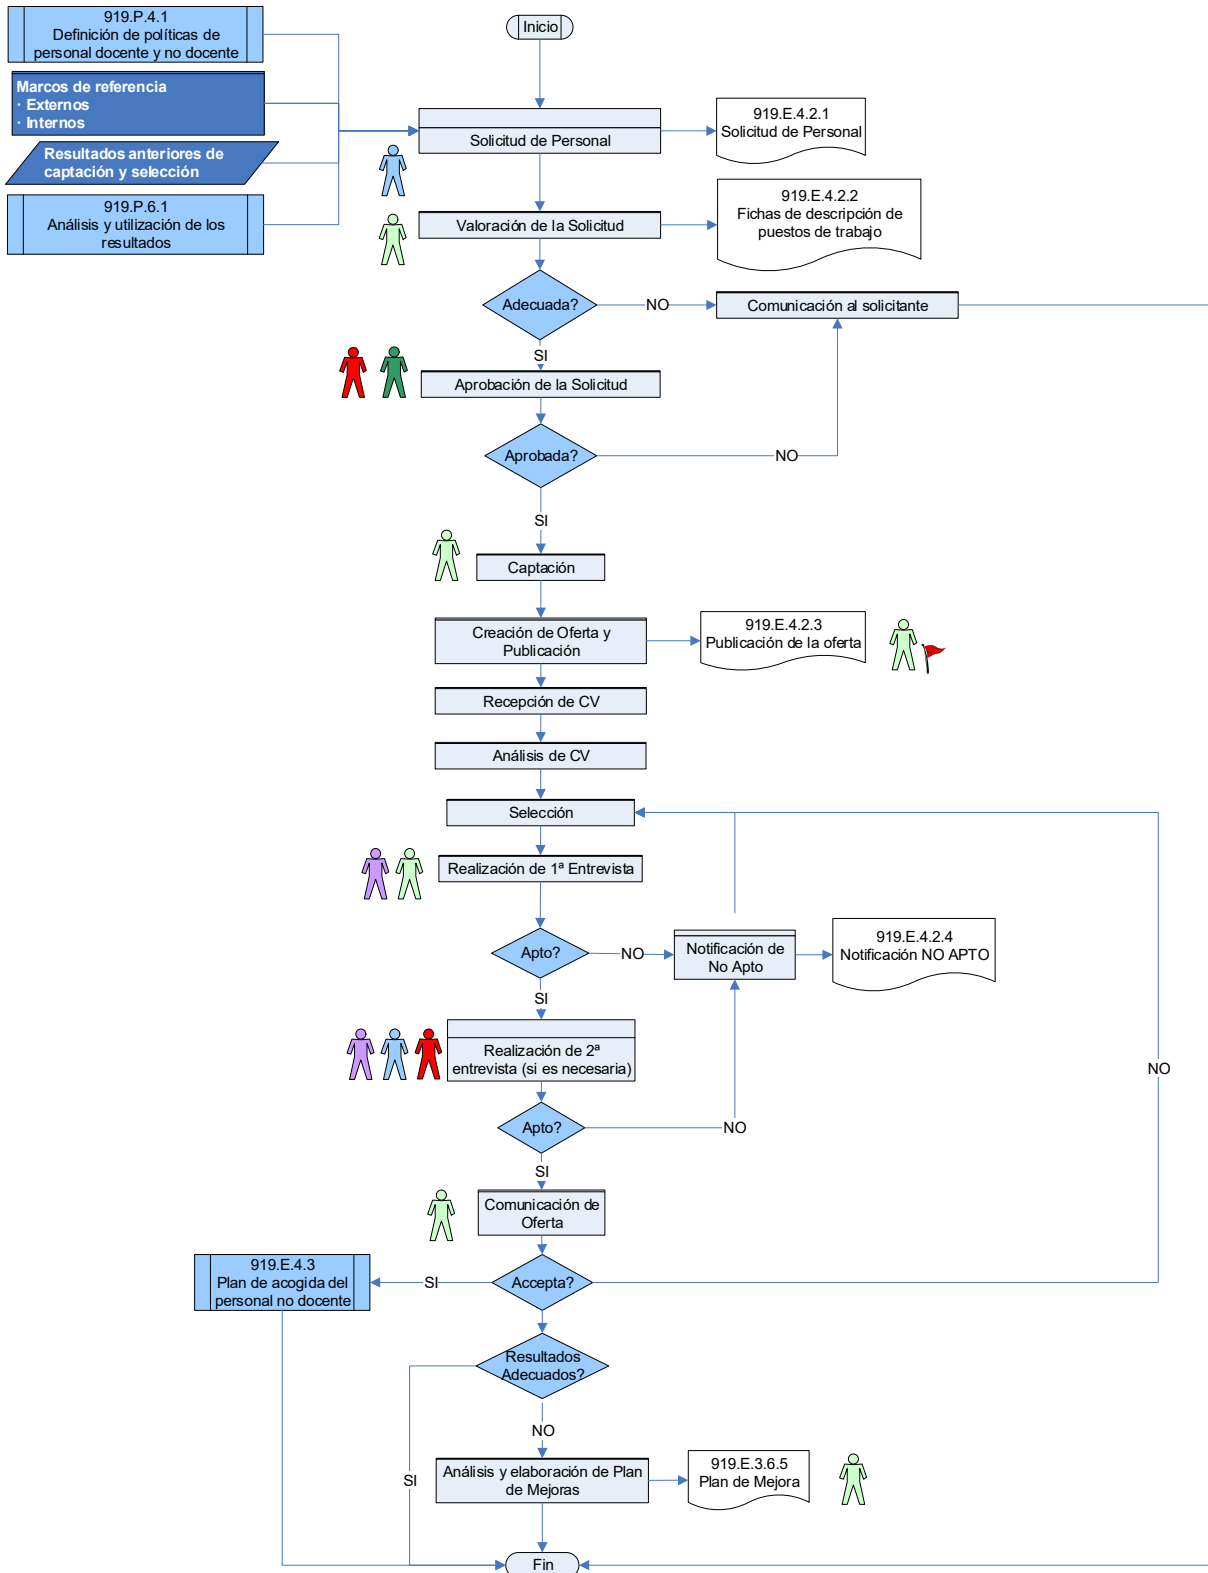 919.P.4.1
Definición de políticas de
personal docente y no docente
Inicio
Marcos de referencia
· Externos
· Internos
Solicitud de Personal
919.E.4.2.1
Solicitud de Personal
Resultados anteriores de
captación y selección
919.P.6.1
Análisis y utilización de los
resultados
Valoración de la Solicitud
919.E.4.2.2
Fichas de descripción de
puestos de trabajo
Adecuada?
NO
Comunicación al solicitante
SI
Aprobación de la Solicitud
Aprobada?
NO
SI
Captación
Creación de Oferta y
Publicación
919.E.4.2.3
Publicación de la oferta
Recepción de CV
Análisis de CV
Selección
Realización de 1ª Entrevista
Apto?
NO
Notificación de
No Apto
919.E.4.2.4
Notificación NO APTO
SI
Realización de 2ª
entrevista (si es necesaria)
NO
Apto?
NO
SI
Comunicación de
Oferta
919.E.4.3
Plan de acogida del
personal no docente
SI
Accepta?
Resultados
Adecuados?
NO
SI
Análisis y elaboración de Plan
de Mejoras
919.E.3.6.5
Plan de Mejora
Fin